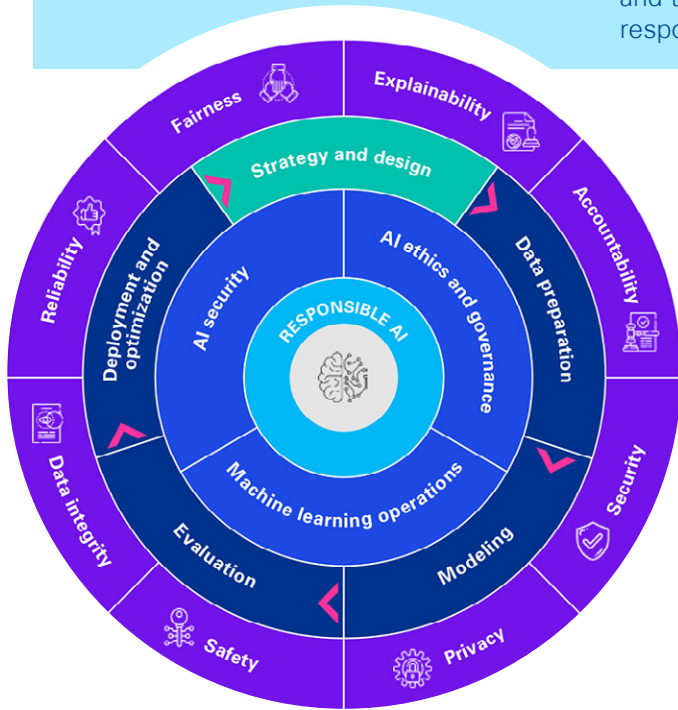 and t
respo
Fairness
Explainability
Accountability
Security
Privacy
Safety
Data integrity
Reliability
Strategy and design
Data preparation
Modeling
Evaluation
Deployment and
optimization
AI security
AI ethics and governance
Machine learning operations
RESPONSIBLE AI